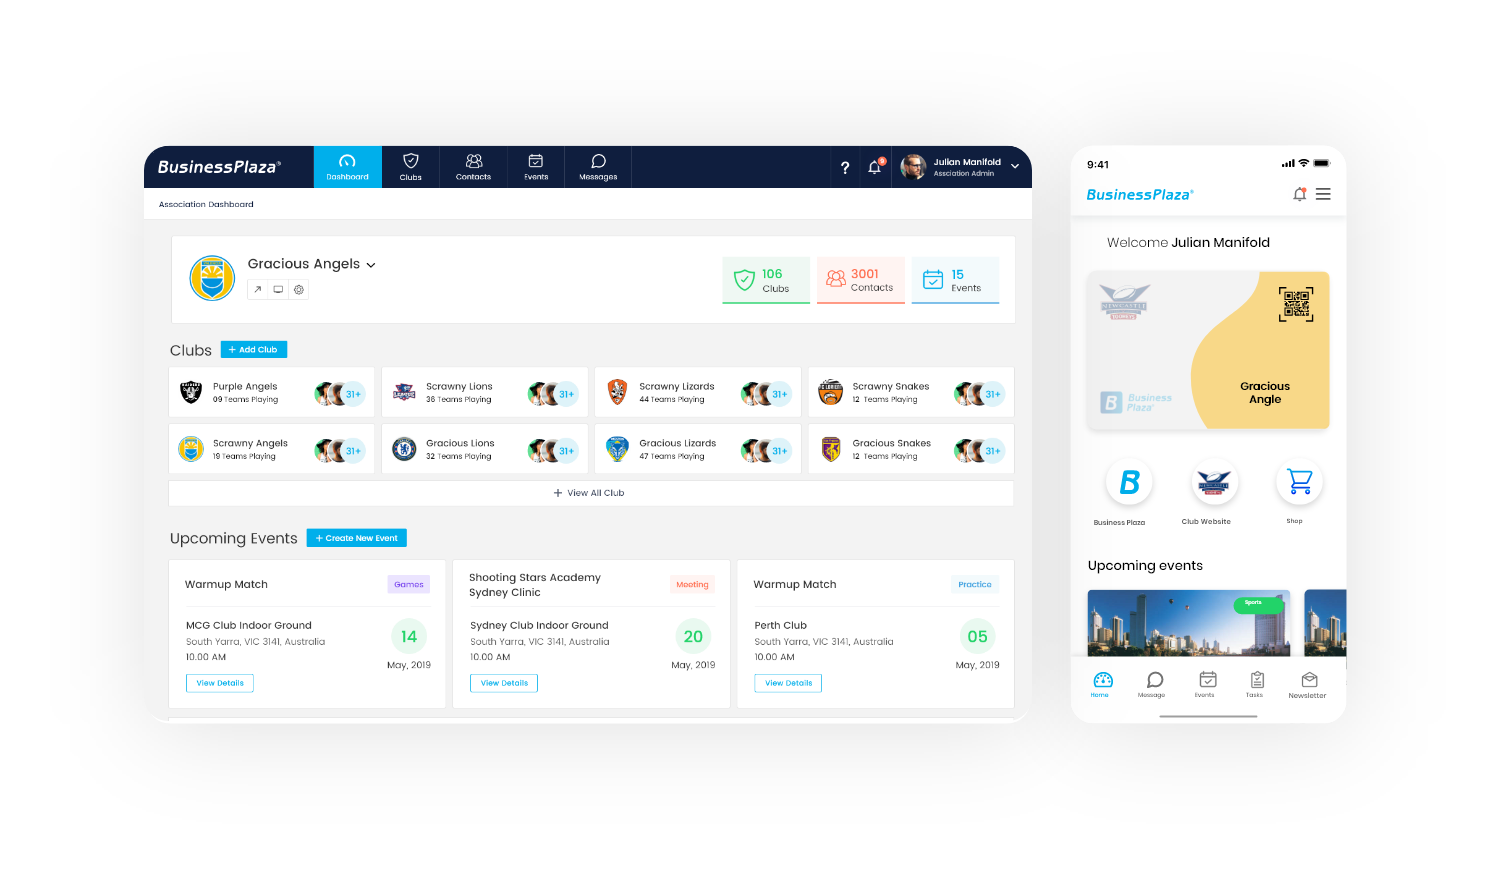 BusinessPlaza®
Dashboard
Clubs
Contacts
Events
Messages
?
9
Julian Manifold
Assciation Admin
Association Dashboard
Gracious Angels
106
Clubs
3001
Contacts
15
Events
Clubs
+ Add Club
RAIDERS
Purple Angels
09 Teams Playing
31+
Scrawny Lions
36 Teams Playing
31+
Scrawny Lizards
44 Teams Playing
31+
Scrawny Snakes
12 Teams Playing
31+
Scrawny Angels
19 Teams Playing
31+
Gracious Lions
32 Teams Playing
31+
Gracious Lizards
47 Teams Playing
31+
Gracious Snakes
12 Teams Playing
31+
+ View All Club
Upcoming Events
+ Create New Event
Warmup Match
Games
MCG Club Indoor Ground
South Yarra, VIC 3141, Australia
10.00 AM
14
May, 2019
View Details
Shooting Stars Academy
Sydney Clinic
Meeting
Sydney Club Indoor Ground
South Yarra, VIC 3141, Australia
10.00 AM
20
May, 2019
View Details
Warmup Match
Practice
Perth Club
South Yarra, VIC 3141, Australia
10.00 AM
05
May, 2019
View Details
9:41
BusinessPlaza®
Welcome Julian Manifold
NEWCASTLE
Gracious
Angle
B Business
Plaza®
B
NEWCASTLE
Business Plaza
Club Website
Shop
Upcoming events
Sports
Home
Message
Events
Tasks
Newsletter